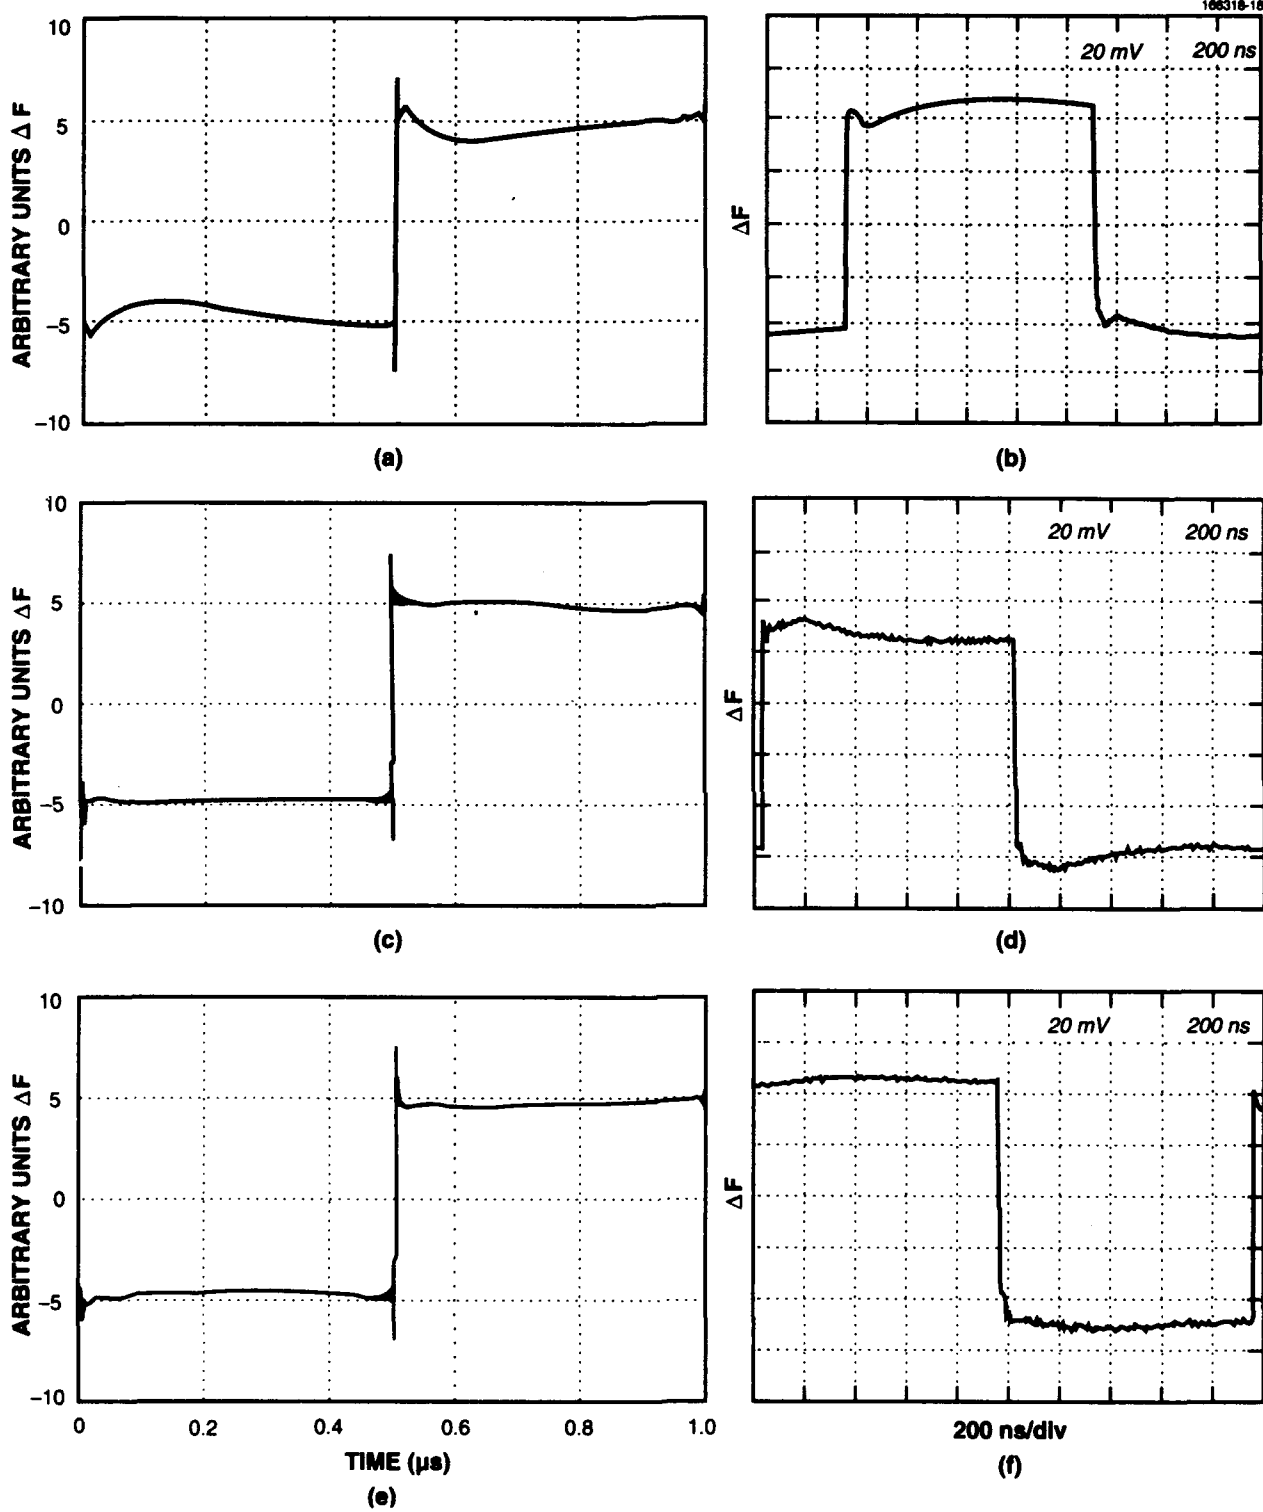 166318-18
10
5
0
−5
−10
ARBITRARY UNITS Δ F
(a)
20 mV 200 ns
ΔF
(b)
10
5
0
−5
−10
ARBITRARY UNITS Δ F
(c)
20 mV 200 ns
ΔF
(d)
10
5
0
−5
−10
ARBITRARY UNITS Δ F
0 0.2 0.4 0.6 0.8 1.0
TIME (μs)
(e)
20 mV 200 ns
ΔF
200 ns/div
(f)